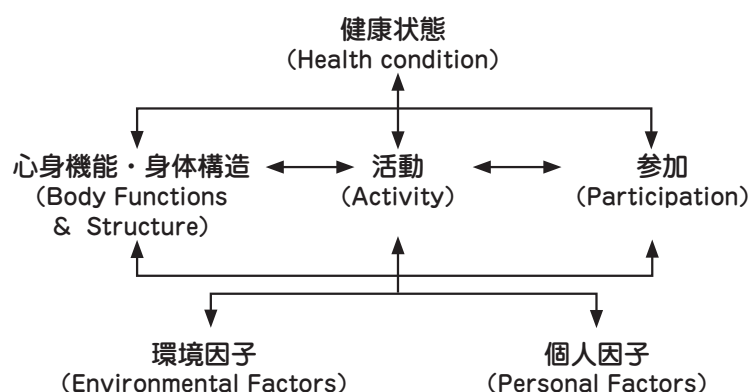 健康状態
（Health condition）
心身機能・身体構造
（Body Functions
& Structure）
活動
（Activity）
参加
（Participation）
環境因子
（Environmental Factors）
個人因子
（Personal Factors）